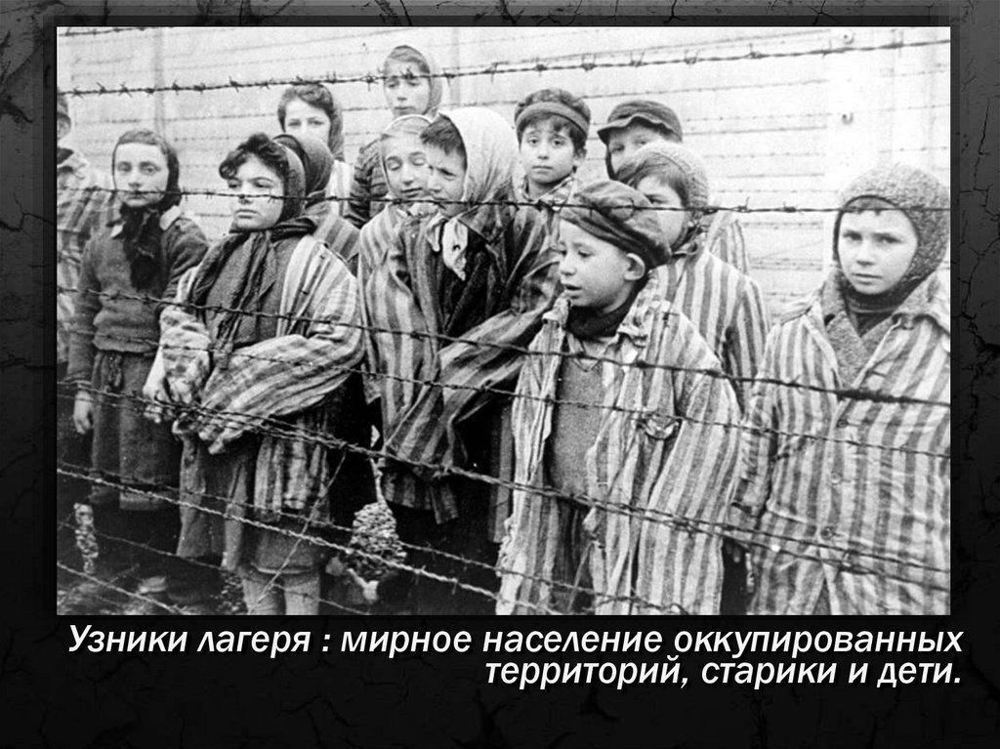 Узники лагеря : мирное население оккупированных
территорий, старики и дети.